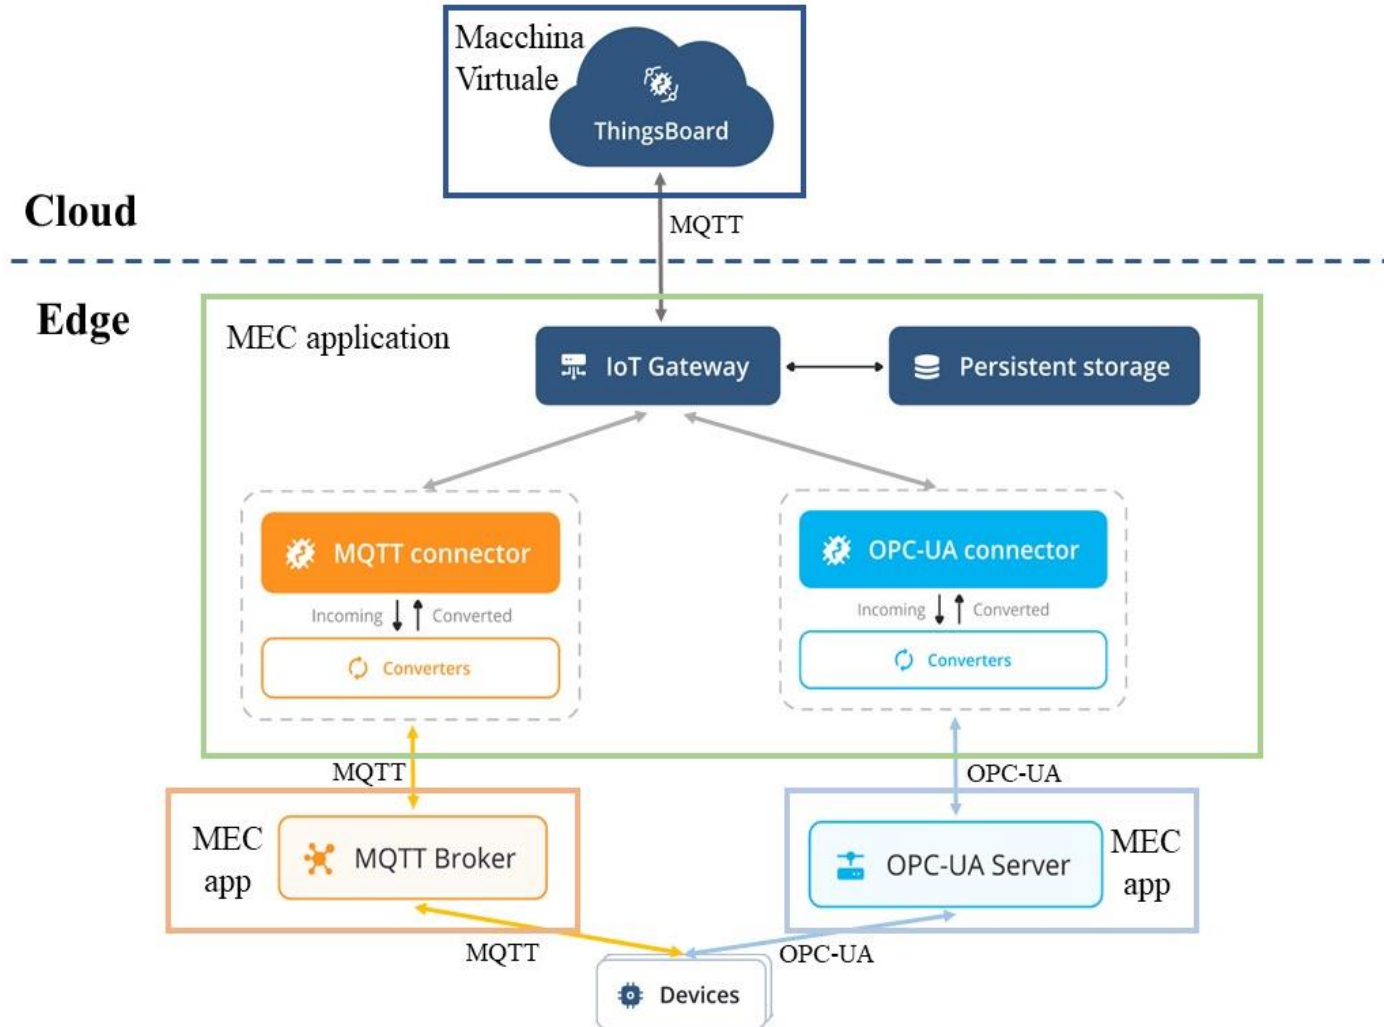 Macchina
Virtuale
ThingsBoard
Cloud
MQTT
Edge
MEC application
IoT Gateway
Persistent storage
MQTT connector
OPC-UA connector
Incoming
Converted
Incoming
Converted
Converters
Converters
MQTT
OPC-UA
MEC
app
MQTT Broker
OPC-UA Server
MEC
app
MQTT
OPC-UA
Devices